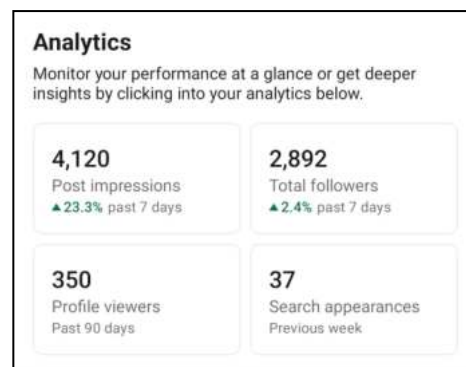 Analytics
Monitor your performance at a glance or get deeper
insights by clicking into your analytics below.
4,120
Post impressions
▲23.3% past 7 days
2,892
Total followers
▲2.4% past 7 days
350
Profile viewers
Past 90 days
37
Search appearances
Previous week